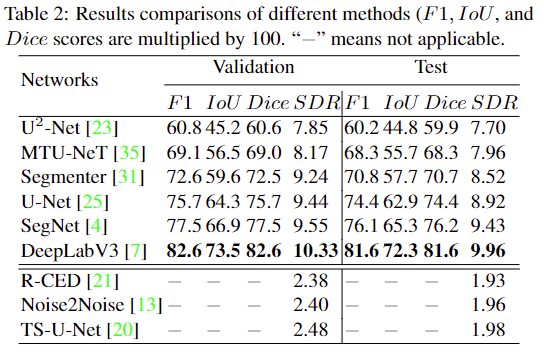 Table 2: Results comparisons of different methods (F1, IoU, and
Dice scores are multiplied by 100. “−” means not applicable.
Networks Validation Test
F1 IoU Dice SDR F1 IoU Dice SDR
U²-Net [23] 60.8 45.2 60.6 7.85 60.2 44.8 59.9 7.70
MTU-NeT [35] 69.1 56.5 69.0 8.17 68.3 55.7 68.3 7.96
Segmenter [31] 72.6 59.6 72.5 9.24 70.8 57.7 70.7 8.52
U-Net [25] 75.7 64.3 75.7 9.44 74.4 62.9 74.4 8.92
SegNet [4] 77.5 66.9 77.5 9.55 76.1 65.3 76.2 9.43
DeepLabV3 [7] 82.6 73.5 82.6 10.33 81.6 72.3 81.6 9.96
R-CED [21] − − − 2.38 − − − 1.93
Noise2Noise [13] − − − 2.40 − − − 1.96
TS-U-Net [20] − − − 2.48 − − − 1.98